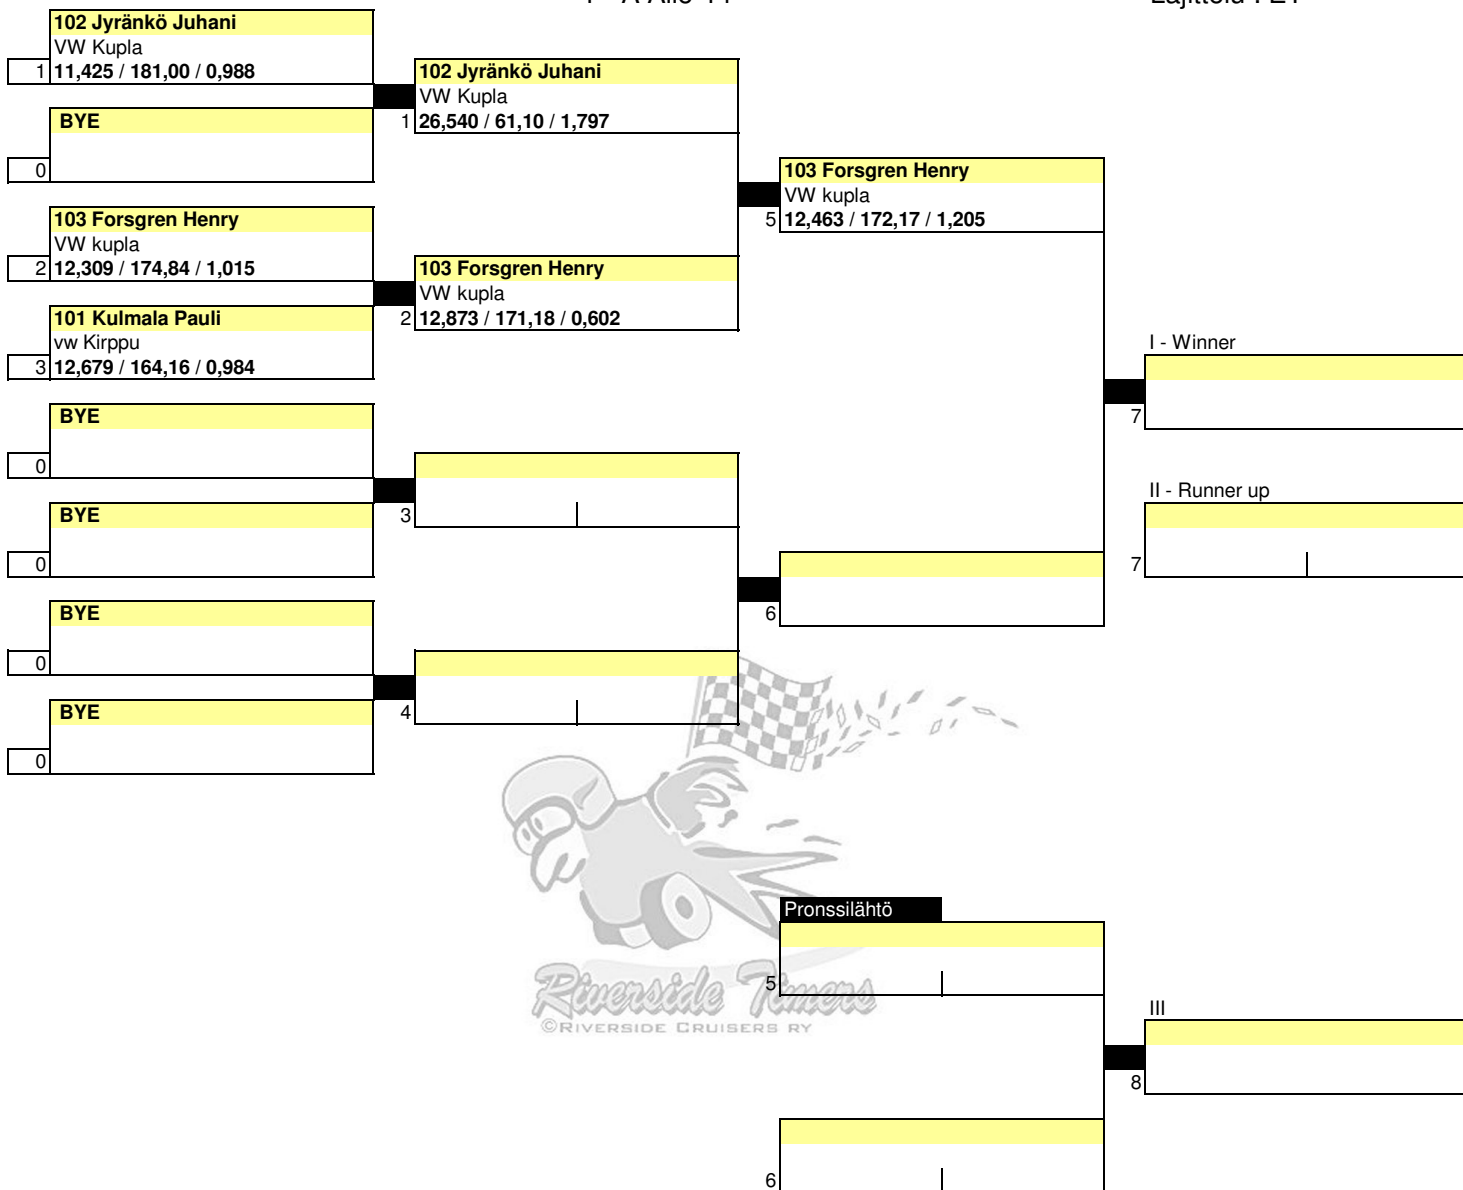 102 Jyränkö Juhani
VW Kupla
1 11,425 / 181,00 / 0,988
BYE
0
103 Forsgren Henry
VW kupla
2 12,309 / 174,84 / 1,015
101 Kulmala Pauli
vw Kirppu
3 12,679 / 164,16 / 0,984
BYE
0
BYE
0
BYE
0
BYE
0
102 Jyränkö Juhani
VW Kupla
1 26,540 / 61,10 / 1,797
103 Forsgren Henry
VW kupla
2 12,873 / 171,18 / 0,602
3
4
103 Forsgren Henry
VW kupla
5 12,463 / 172,17 / 1,205
6
I - Winner
7
II - Runner up
7
Pronssilähtö
5
6
III
8
Riverside Timers
©RIVERSIDE CRUISERS RY